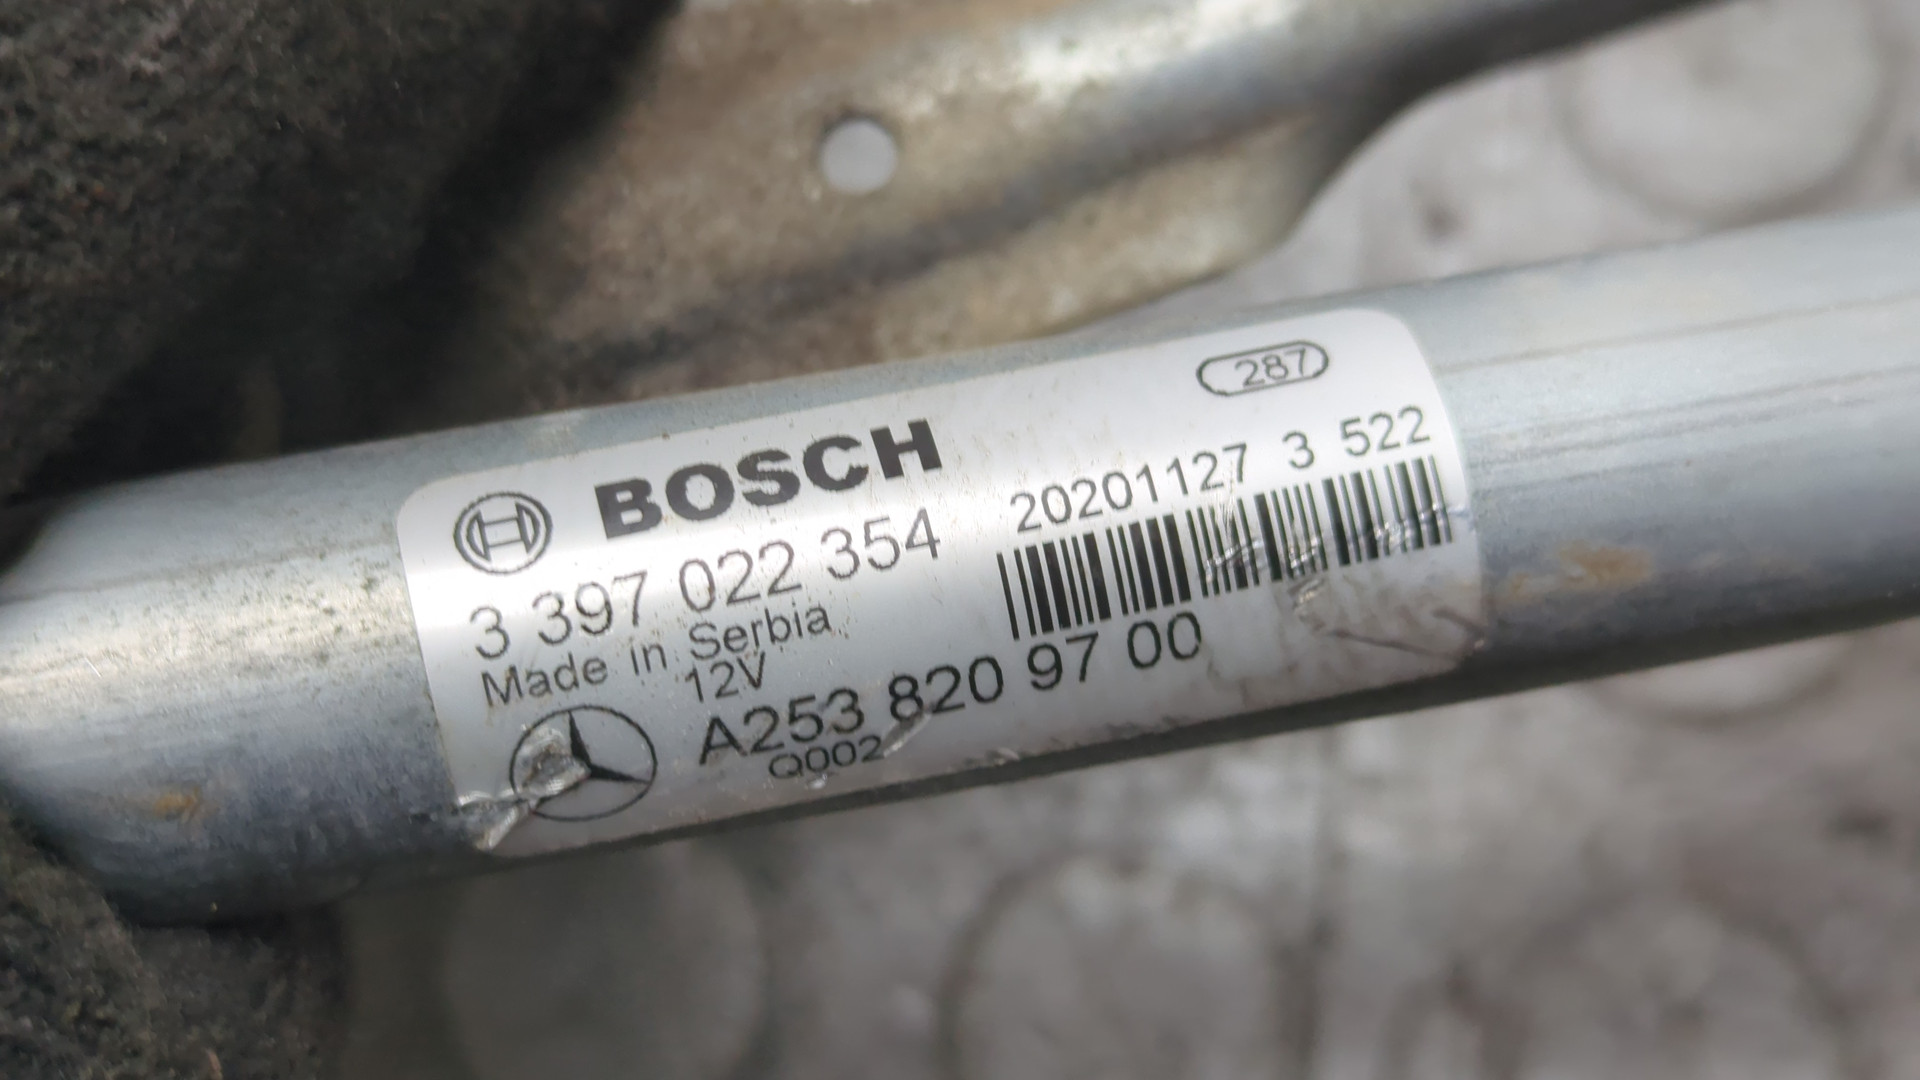 287
BOSCH
20201127 3 522
3 397 022 354
Made in Serbia
12V
A253 820 97 00
Q002